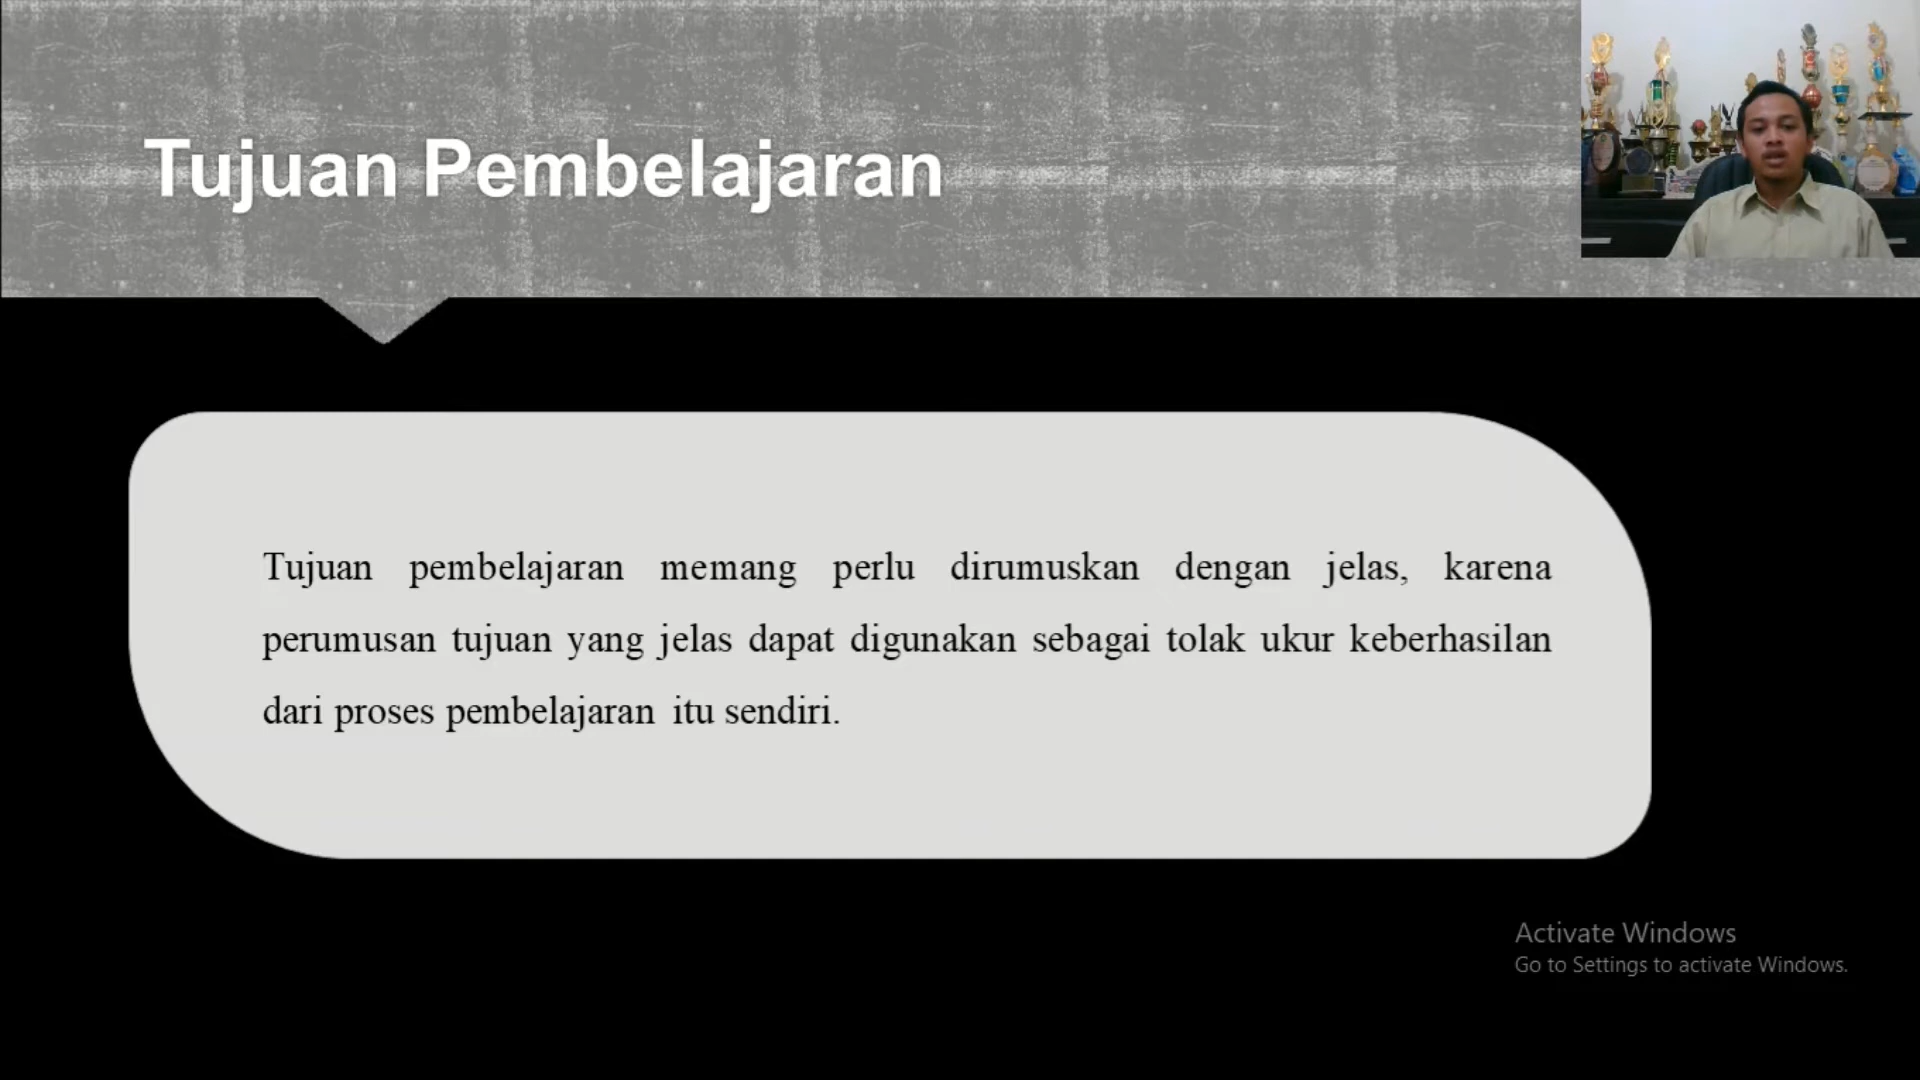 Tujuan Pembelajaran
Tujuan pembelajaran memang perlu dirumuskan dengan jelas, karena
perumusan tujuan yang jelas dapat digunakan sebagai tolak ukur keberhasilan
dari proses pembelajaran itu sendiri.
Activate Windows
Go to Settings to activate Windows.